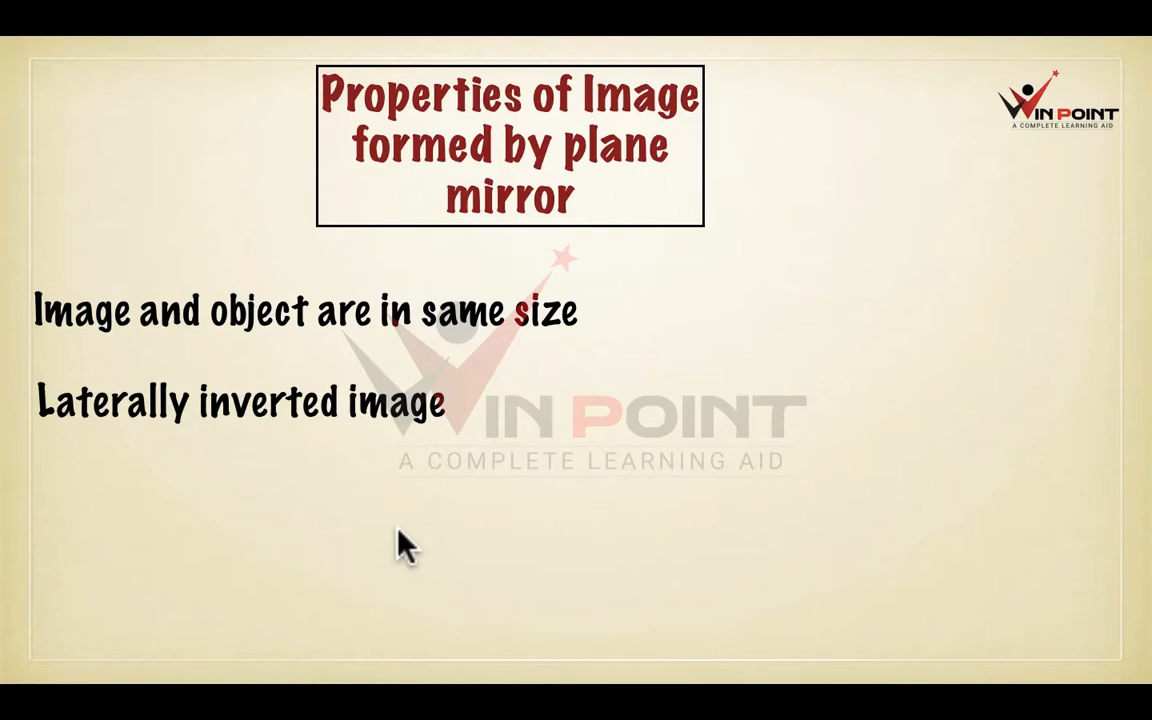 Properties of Image
formed by plane
mirror
WIN POINT
A COMPLETE LEARNING AID
Image and object are in same size
Laterally inverted image
WIN POINT
A COMPLETE LEARNING AID